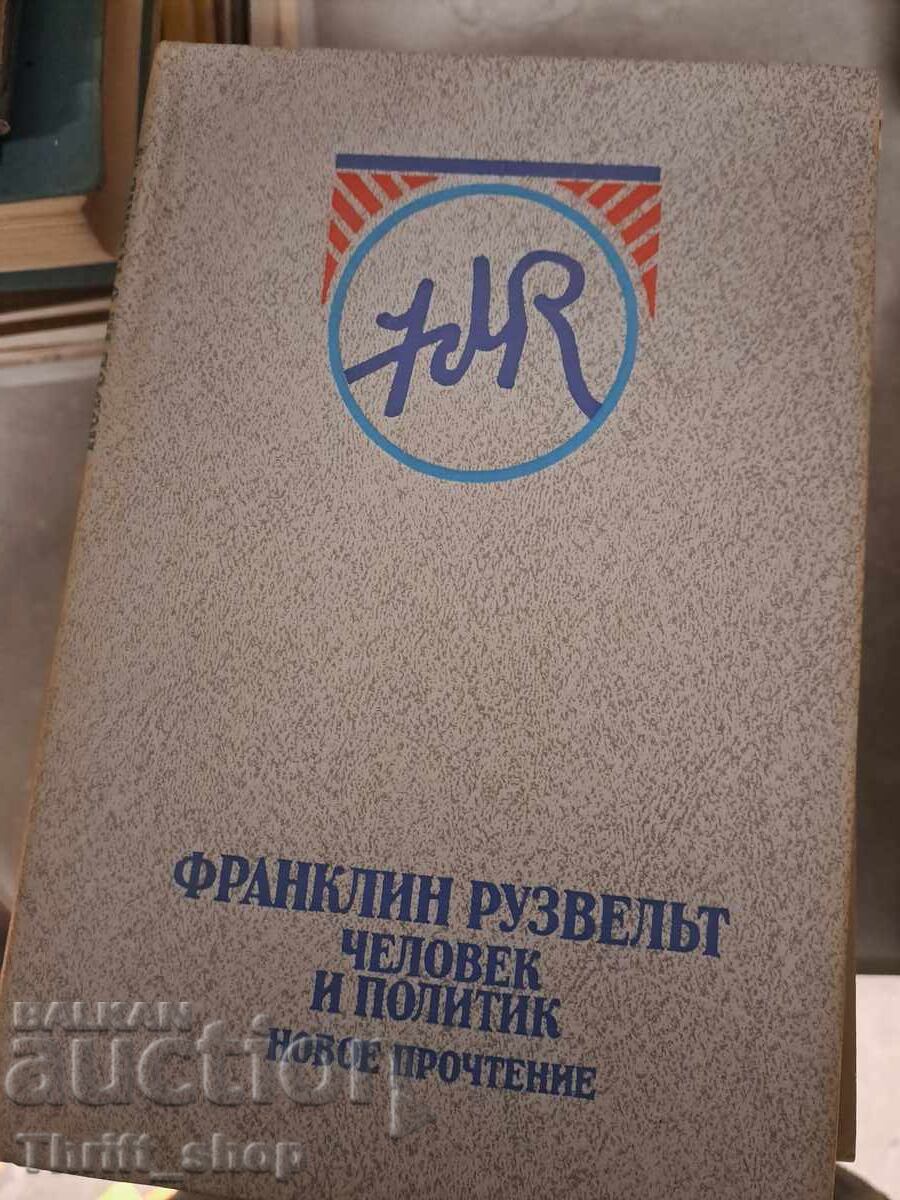 FdR
ФРАНКЛИН РУЗВЕЛЬТ
ЧЕЛОВЕК
И ПОЛИТИК
НОВОЕ ПРОЧТЕНИЕ
BALKAN
auction
Thrift_shop